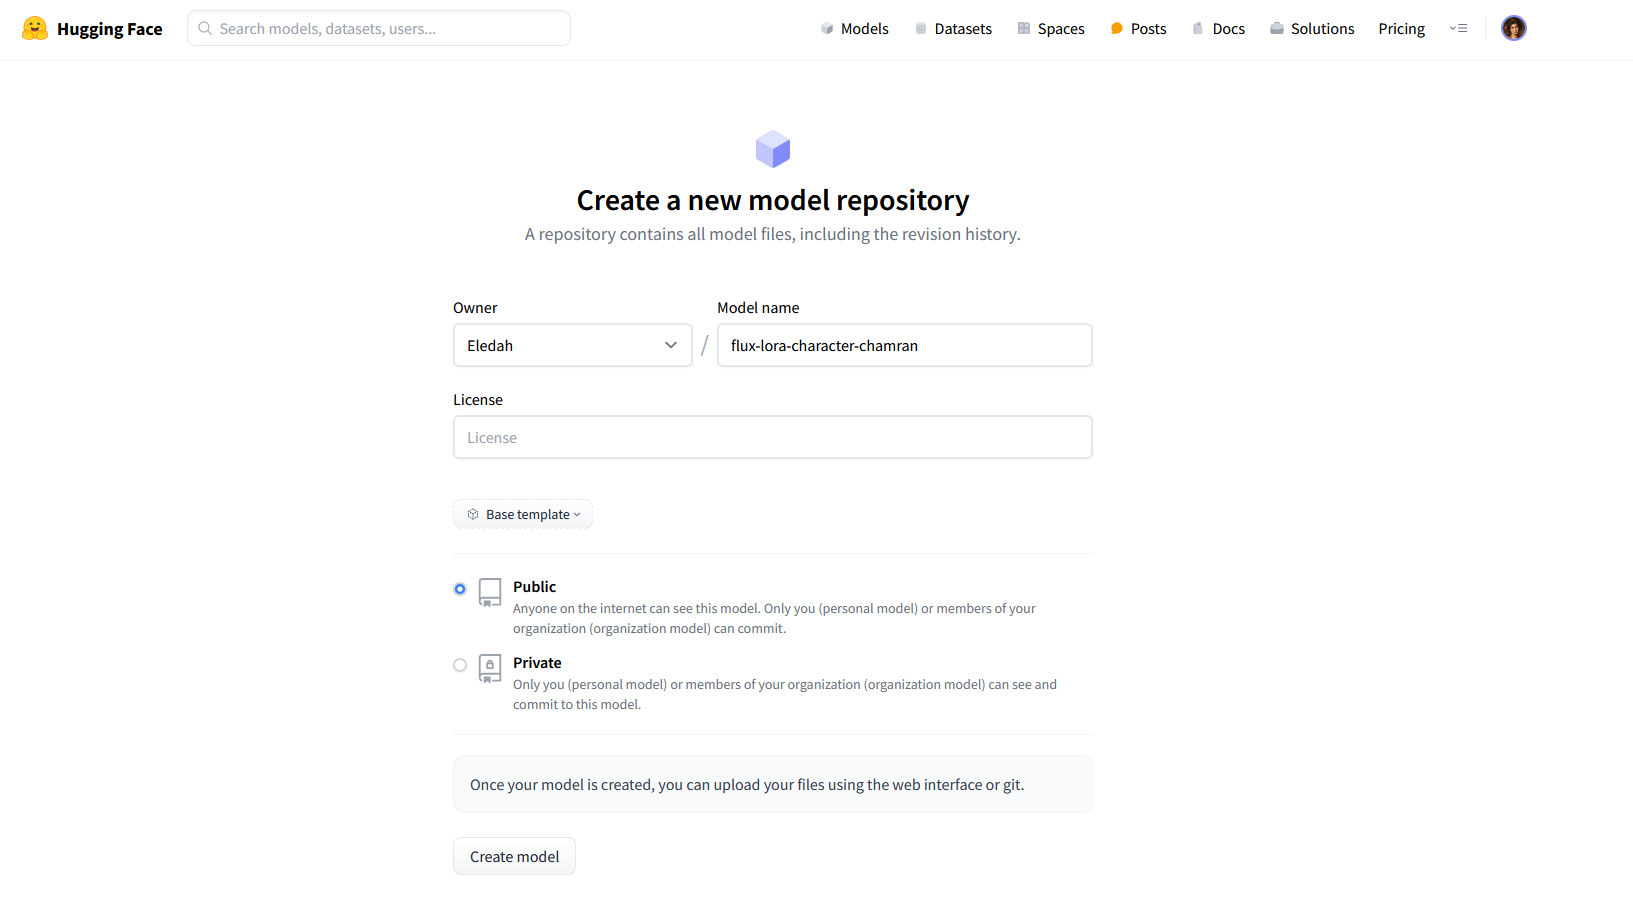 Hugging Face
Search models, datasets, users...
Models
Datasets
Spaces
Posts
Docs
Solutions
Pricing
Create a new model repository
A repository contains all model files, including the revision history.
Owner
Model name
Eledah
/
flux-lora-character-chamran
License
License
Base template
Public
Anyone on the internet can see this model. Only you (personal model) or members of your
organization (organization model) can commit.
Private
Only you (personal model) or members of your organization (organization model) can see and
commit to this model.
Once your model is created, you can upload your files using the web interface or git.
Create model